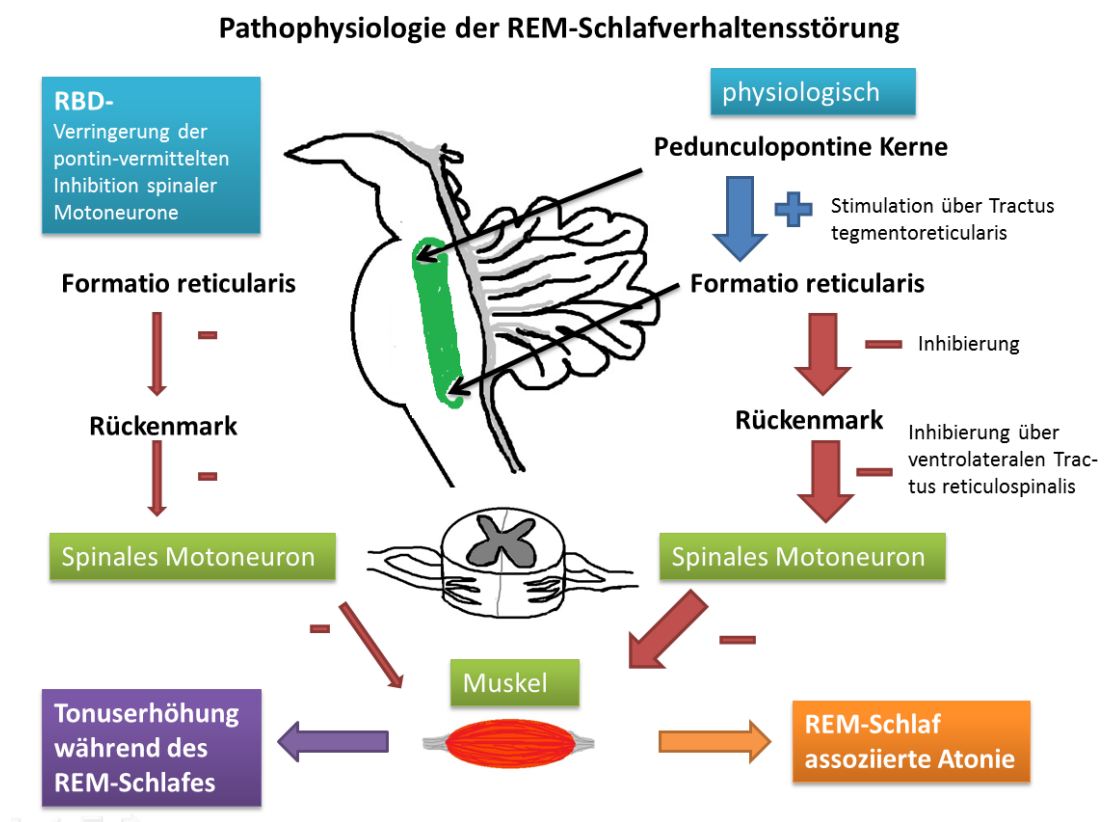 Pathophysiologie der REM-Schlafverhaltensstörung
RBD-
Verringerung der
pontin-vermittelten
Inhibition spinaler
Motoneurone
Formatio reticularis
Rückenmark
Spinales Motoneuron
Tonuserhöhung
während des
REM-Schlafes
physiologisch
Pedunculopontine Kerne
Stimulation über Tractus
tegmentoreticularis
Formatio reticularis
Inhibierung
Rückenmark
Inhibierung über
ventrolateralen Trac-
tus reticulospinalis
Spinales Motoneuron
Muskel
REM-Schlaf
assoziierte Atonie